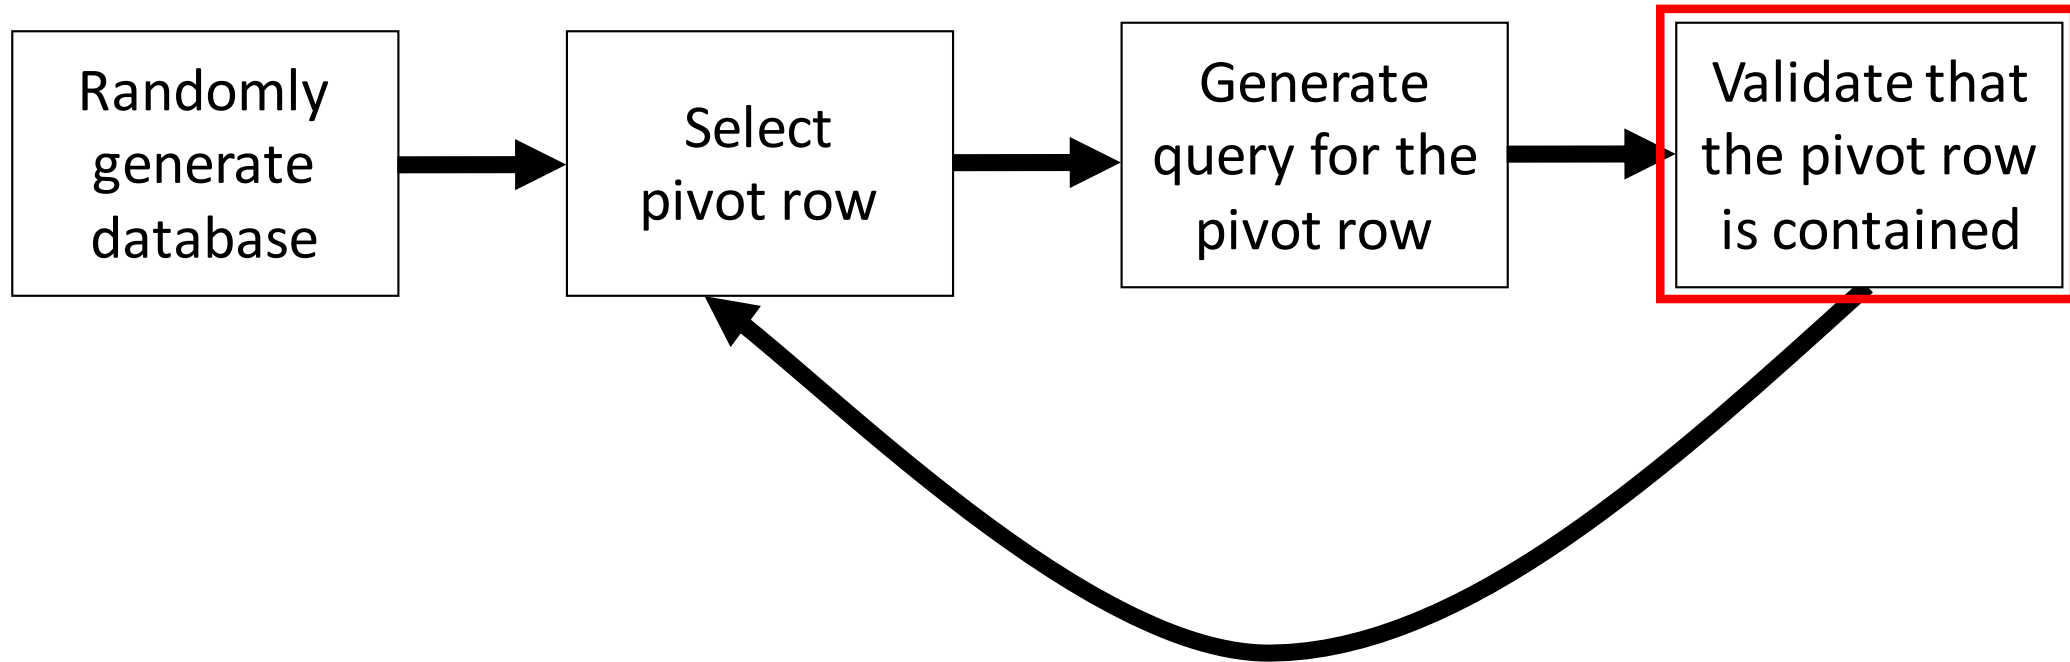 Randomly
generate
database
Select
pivot row
Generate
query for the
pivot row
Validate that
the pivot row
is contained